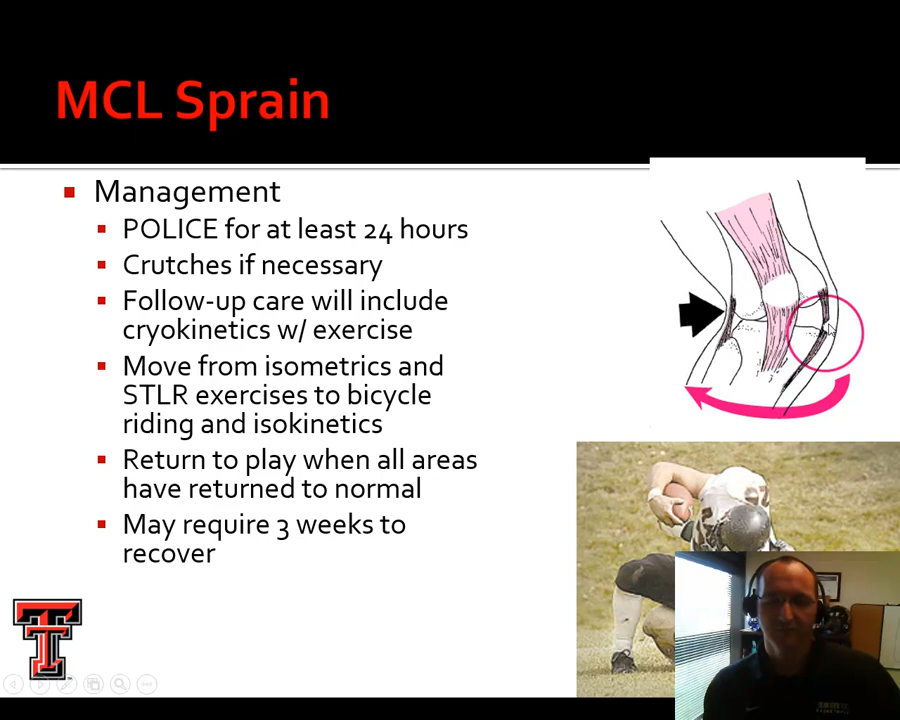 MCL Sprain
Management
POLICE for at least 24 hours
Crutches if necessary
Follow-up care will include
cryokinetics w/ exercise
Move from isometrics and
STLR exercises to bicycle
riding and isokinetics
Return to play when all areas
have returned to normal
May require 3 weeks to
recover